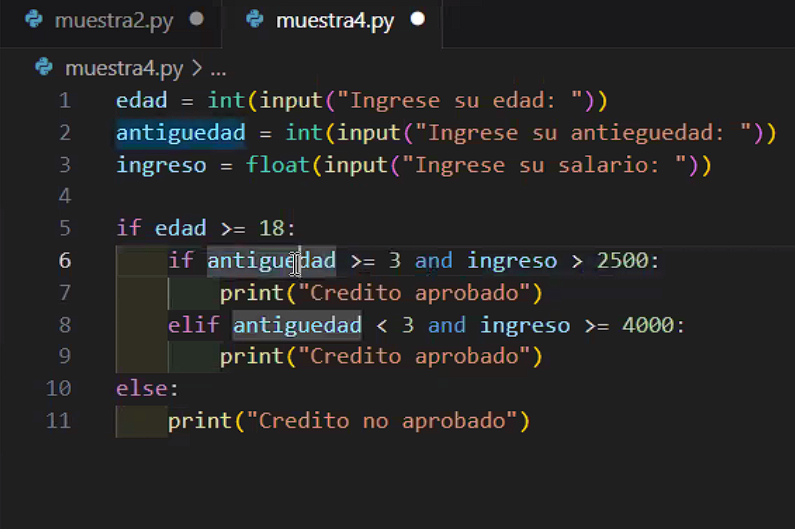 muestra2.py muestra4.py
muestra4.py > ...
1 edad = int(input("Ingrese su edad: "))
2 antiguedad = int(input("Ingrese su antieguedad: "))
3 ingreso = float(input("Ingrese su salario: "))
4
5 if edad >= 18:
6     if antiguedad >= 3 and ingreso > 2500:
7         print("Credito aprobado")
8     elif antiguedad < 3 and ingreso >= 4000:
9         print("Credito aprobado")
10 else:
11     print("Credito no aprobado")